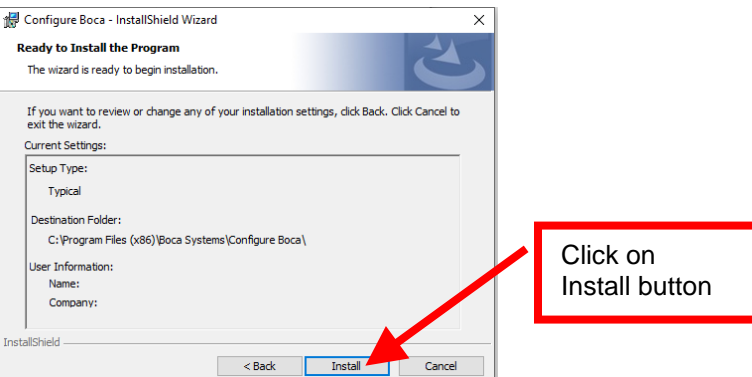 Configure Boca - InstallShield Wizard
Ready to Install the Program
The wizard is ready to begin installation.
If you want to review or change any of your installation settings, click Back. Click Cancel to
exit the wizard.
Current Settings:
Setup Type:
Typical
Destination Folder:
C:\Program Files (x86)\Boca Systems\Configure Boca\
User Information:
Name:
Company:
Click on
Install button
InstallShield
< Back
Install
Cancel